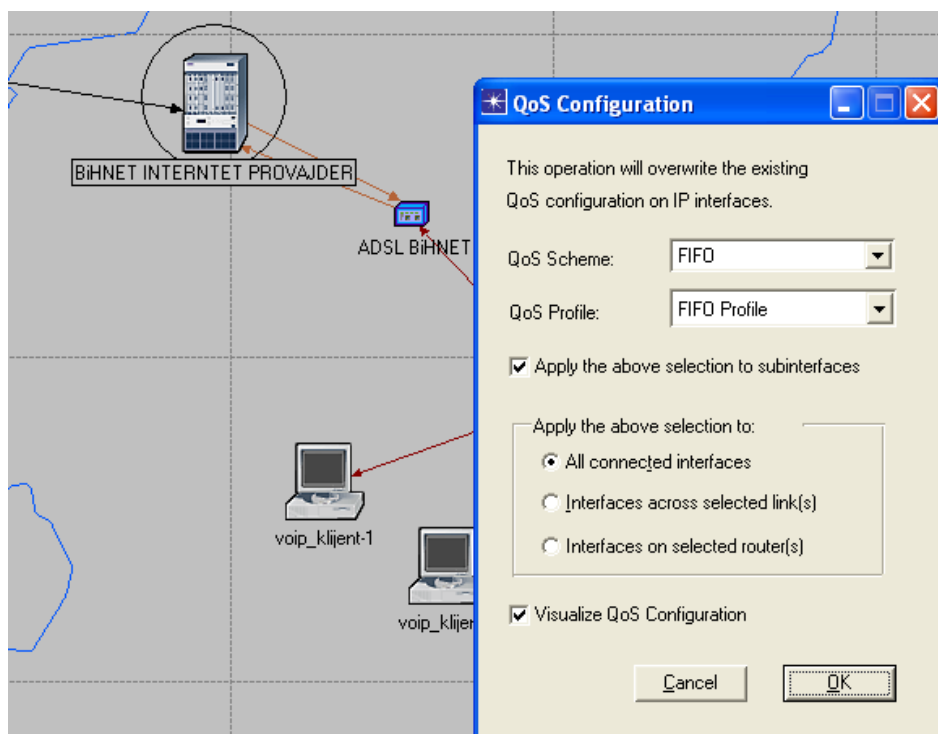 BiHNET INTERNTET PROVAJDER
ADSL BiHNET
voip_klijent-1
QoS Configuration
This operation will overwrite the existing
QoS configuration on IP interfaces.
QoS Scheme: FIFO
QoS Profile: FIFO Profile
Apply the above selection to subinterfaces
Apply the above selection to:
All connected interfaces
Interfaces across selected link(s)
Interfaces on selected router(s)
Visualize QoS Configuration
Cancel OK